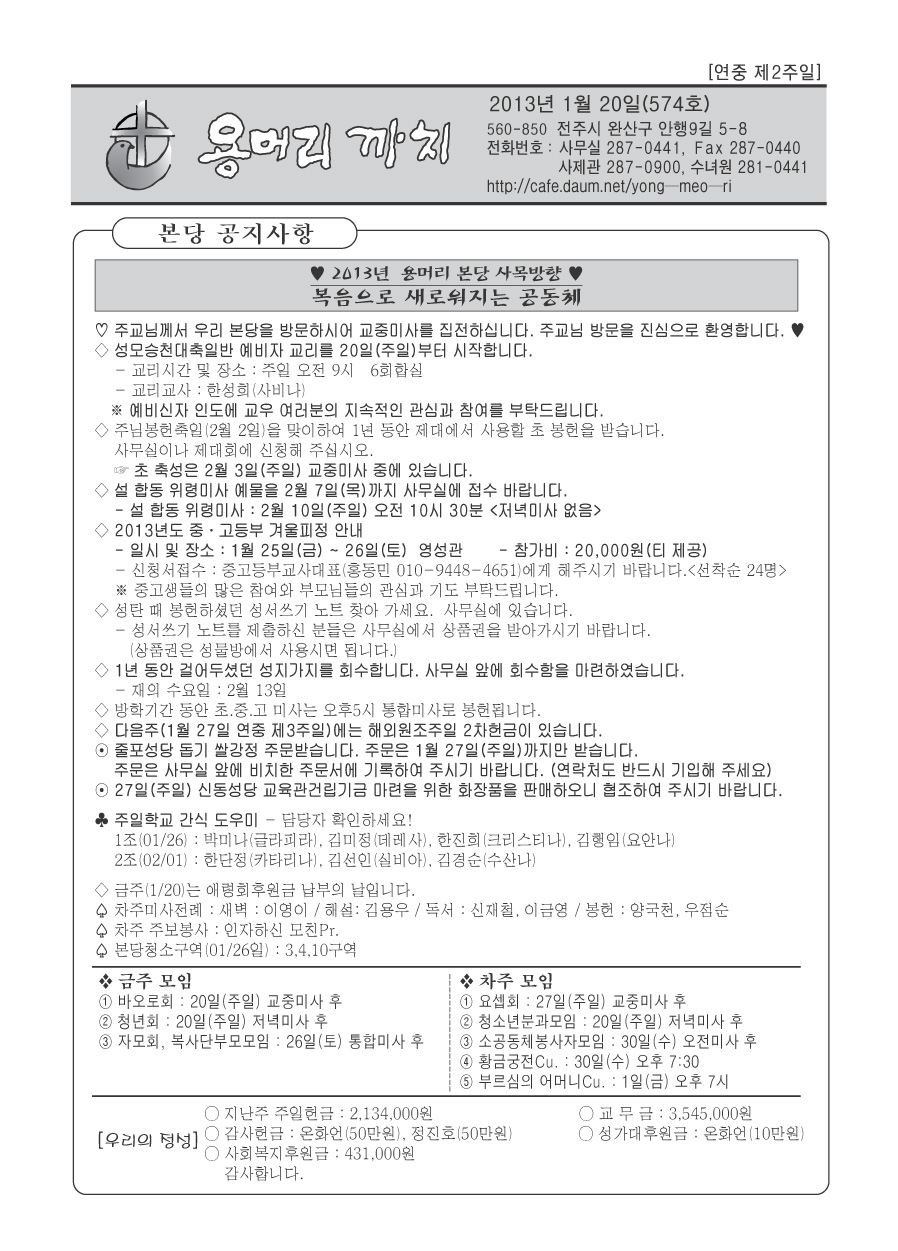 [연중 제2주일]
용머리 까치
2013년 1월 20일(574호)
560-850 전주시 완산구 안행9길 5-8
전화번호 : 사무실 287-0441, Fax 287-0440
사제관 287-0900, 수녀원 281-0441
http://cafe.daum.net/yong―meo―ri
본당 공지사항
♥ 2013년 용머리 본당 사목방향 ♥
복음으로 새로워지는 공동체
♡ 주교님께서 우리 본당을 방문하시어 교중미사를 집전하십니다. 주교님 방문을 진심으로 환영합니다. ♥
◇ 성모승천대축일반 예비자 교리를 20일(주일)부터 시작합니다.
- 교리시간 및 장소 : 주일 오전 9시 6회합실
- 교리교사 : 한성희(사비나)
※ 예비신자 인도에 교우 여러분의 지속적인 관심과 참여를 부탁드립니다.
◇ 주님봉헌축일(2월 2일)을 맞이하여 1년 동안 제대에서 사용할 초 봉헌을 받습니다.
사무실이나 제대회에 신청해 주십시오.
☞ 초 축성은 2월 3일(주일) 교중미사 중에 있습니다.
◇ 설 합동 위령미사 예물을 2월 7일(목)까지 사무실에 접수 바랍니다.
- 설 합동 위령미사 : 2월 10일(주일) 오전 10시 30분 <저녁미사 없음>
◇ 2013년도 중·고등부 겨울피정 안내
- 일시 및 장소 : 1월 25일(금) ~ 26일(토) 영성관 - 참가비 : 20,000원(티 제공)
- 신청서접수 : 중고등부교사대표(홍동민 010-9448-4651)에게 해주시기 바랍니다.<선착순 24명>
※ 중고생들의 많은 참여와 부모님들의 관심과 기도 부탁드립니다.
◇ 성탄 때 봉헌하셨던 성서쓰기 노트 찾아 가세요. 사무실에 있습니다.
- 성서쓰기 노트를 제출하신 분들은 사무실에서 상품권을 받아가시기 바랍니다.
(상품권은 성물방에서 사용시면 됩니다.)
◇ 1년 동안 걸어두셨던 성지가지를 회수합니다. 사무실 앞에 회수함을 마련하였습니다.
- 재의 수요일 : 2월 13일
◇ 방학기간 동안 초.중.고 미사는 오후5시 통합미사로 봉헌됩니다.
◇ 다음주(1월 27일 연중 제3주일)에는 해외원조주일 2차헌금이 있습니다.
⊙ 줄포성당 돕기 쌀강정 주문받습니다. 주문은 1월 27일(주일)까지만 받습니다.
주문은 사무실 앞에 비치한 주문서에 기록하여 주시기 바랍니다. (연락처도 반드시 기입해 주세요)
⊙ 27일(주일) 신동성당 교육관건립기금 마련을 위한 화장품을 판매하오니 협조하여 주시기 바랍니다.
♣ 주일학교 간식 도우미 - 담당자 확인하세요!
1조(01/26) : 박미나(글라피라), 김미정(데레사), 한진희(크리스티나), 김행임(요안나)
2조(02/01) : 한단정(카타리나), 김선인(실비아), 김경순(수산나)
◇ 금주(1/20)는 애령회후원금 납부의 날입니다.
♤ 차주미사전례 : 새벽 : 이영이 / 해설: 김용우 / 독서 : 신재철, 이금영 / 봉헌 : 양국천, 우점순
♤ 차주 주보봉사 : 인자하신 모친Pr.
♤ 본당청소구역(01/26일) : 3,4,10구역
❖ 금주 모임
① 바오로회 : 20일(주일) 교중미사 후
② 청년회 : 20일(주일) 저녁미사 후
③ 자모회, 복사단부모모임 : 26일(토) 통합미사 후
❖ 차주 모임
① 요셉회 : 27일(주일) 교중미사 후
② 청소년분과모임 : 20일(주일) 저녁미사 후
③ 소공동체봉사자모임 : 30일(수) 오전미사 후
④ 황금궁전Cu. : 30일(수) 오후 7:30
⑤ 부르심의 어머니Cu. : 1일(금) 오후 7시
[우리의 정성]
○ 지난주 주일헌금 : 2,134,000원 ○ 교 무 금 : 3,545,000원
○ 감사헌금 : 온화언(50만원), 정진호(50만원) ○ 성가대후원금 : 온화언(10만원)
○ 사회복지후원금 : 431,000원
감사합니다.